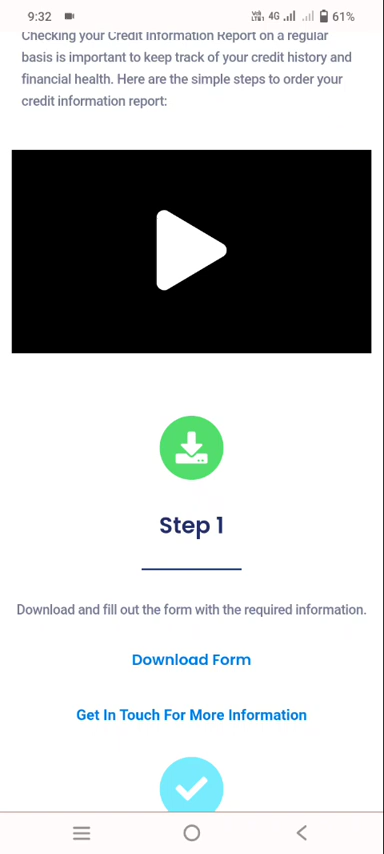 9:32
4G
61%
Checking your Credit Information Report on a regular
basis is important to keep track of your credit history and
financial health. Here are the simple steps to order your
credit information report:
Step 1
Download and fill out the form with the required information.
Download Form
Get In Touch For More Information